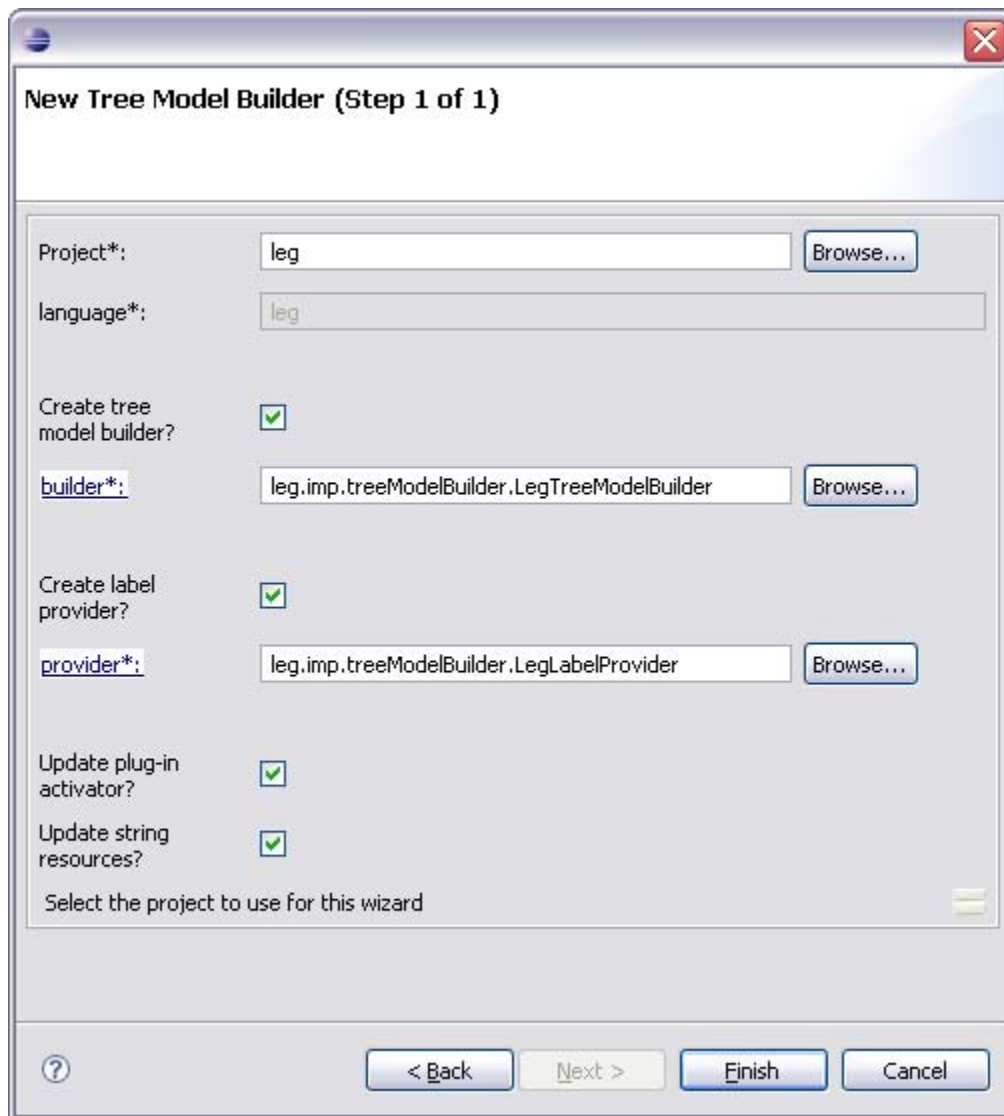 New Tree Model Builder (Step 1 of 1)
Project*:
leg
Browse...
language*:
leg
Create tree
model builder?
builder*:
leg.imp.treeModelBuilder.LegTreeModelBuilder
Browse...
Create label
provider?
provider*:
leg.imp.treeModelBuilder.LegLabelProvider
Browse...
Update plug-in
activator?
Update string
resources?
Select the project to use for this wizard
?
< Back
Next >
Finish
Cancel